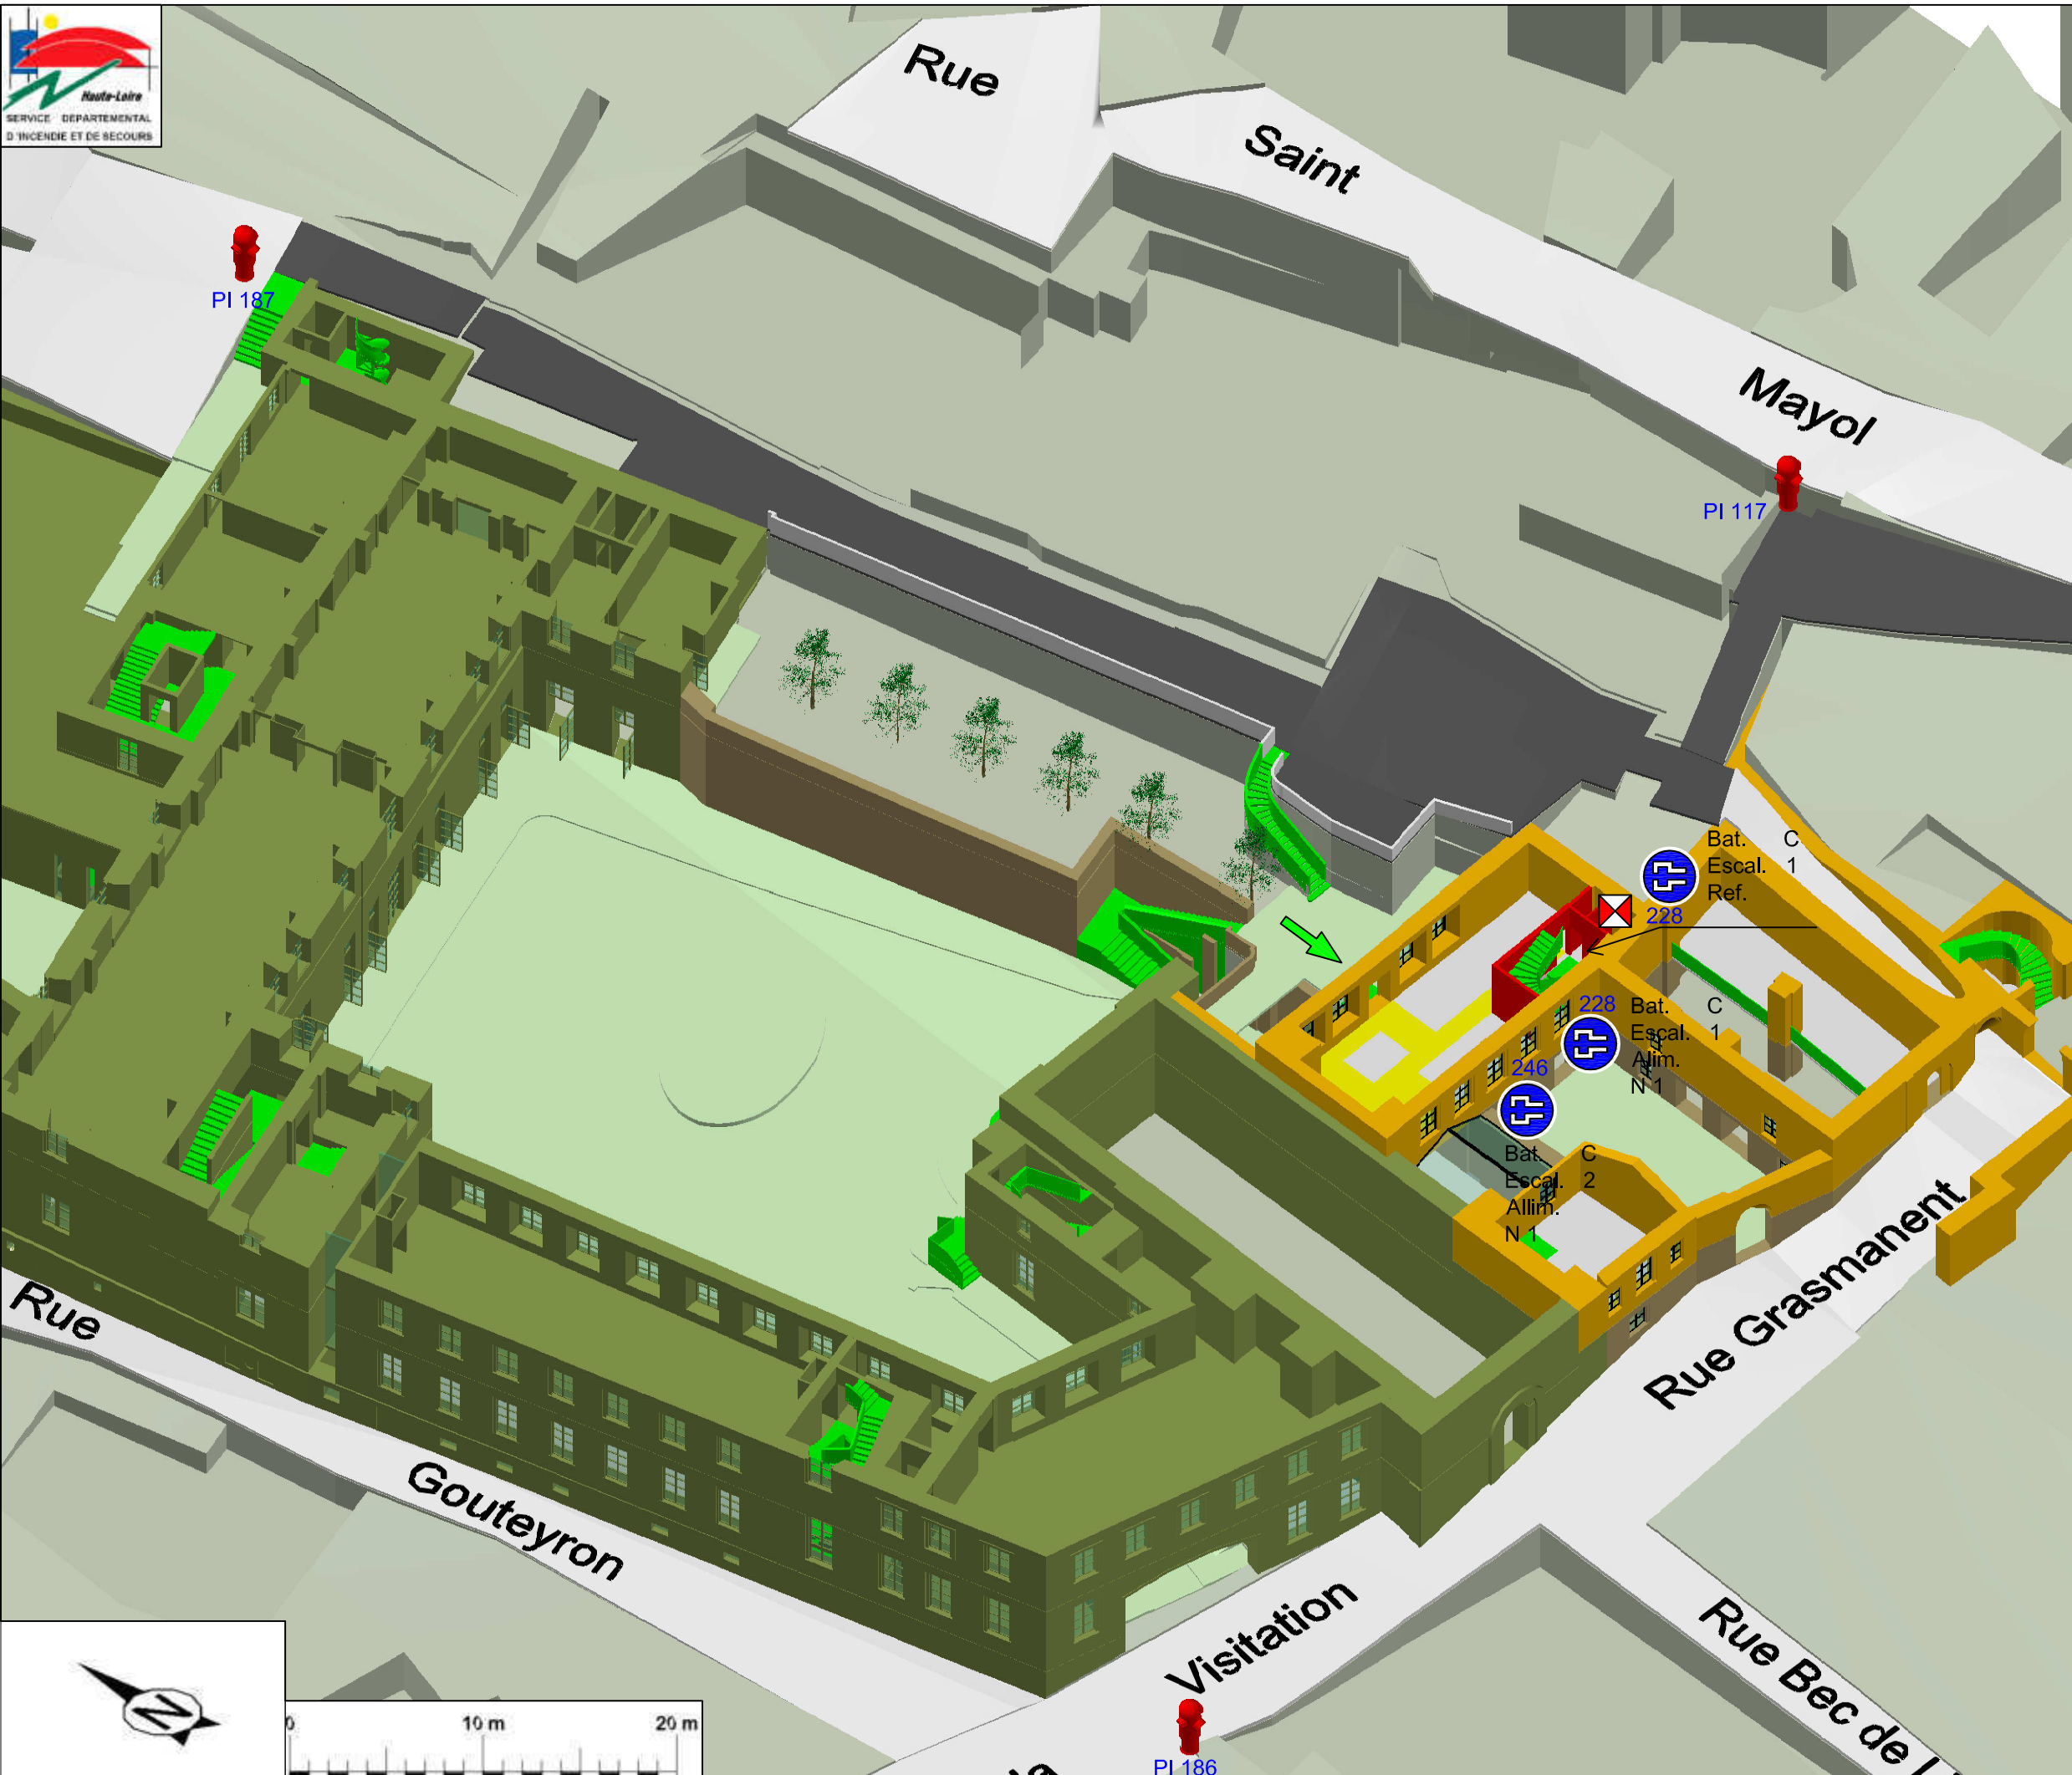 Haute-Loire
SERVICE DEPARTEMENTAL
D'INCENDIE ET DE SECOURS
Rue
Saint
Mayol
PI 187
PI 117
Bat. C
Escal. 1
Ref.
228
228
Bat. C
Escal. 1
Alim.
N 1
246
Bat. C
Escal. 2
Allim.
N 1
Rue Grasmanent
Rue
Gouteyron
Visitation
Rue Bec de
PI 186
N
0 10 m 20 m